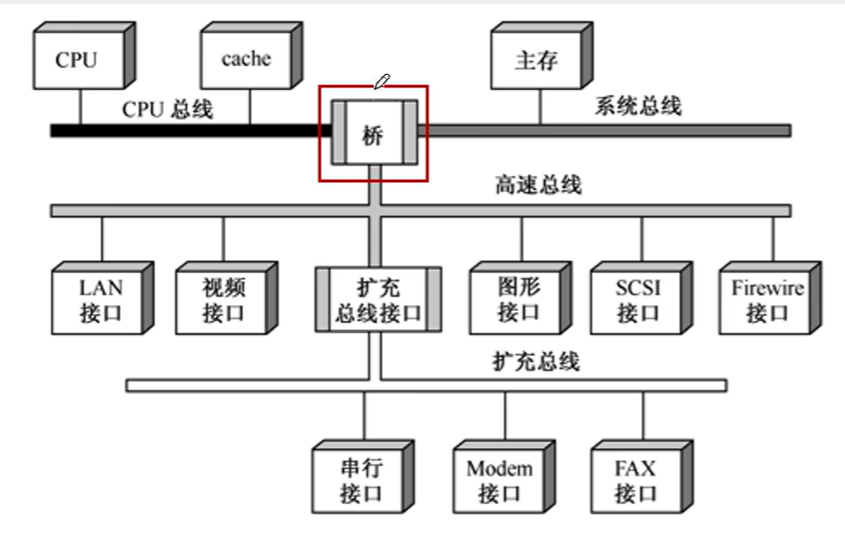 CPU
cache
主存
CPU 总线
系统总线
桥
高速总线
LAN
接口
视频
接口
扩充
总线接口
图形
接口
SCSI
接口
Firewire
接口
扩充总线
串行
接口
Modem
接口
FAX
接口